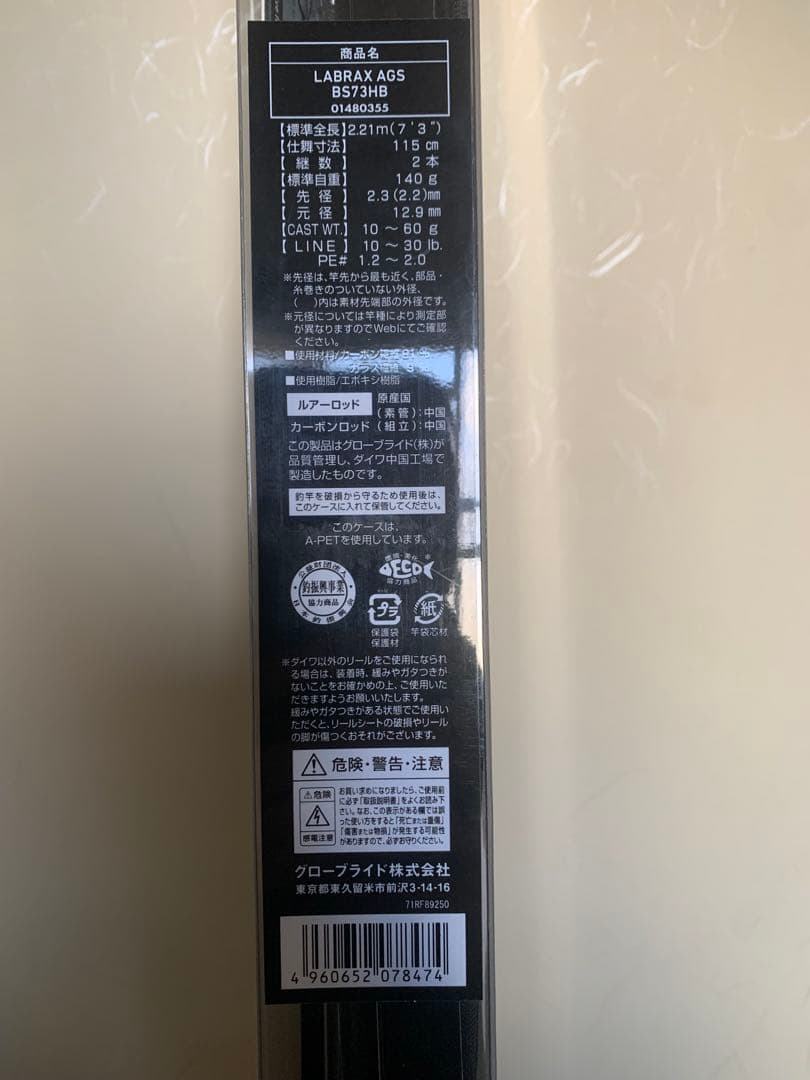 商品名
LABRAX AGS
BS73HB
01480355
【標準全長】2.21m(7'3")
【仕舞寸法】 115 cm
【 継 数 】 2 本
【標準自重】 140 g
【 先 径 】 2.3 (2.2)mm
【 元 径 】 12.9 mm
【CAST WT.】 10 ～ 60 g
【 LINE 】 10 ～ 30 lb.
PE# 1.2 ～ 2.0
※先径は、竿先から最も近く、部品・
糸巻きのついていない外径、
( )内は素材先端部の外径です。
※元径については竿種により測定部
が異なりますのでWebにてご確認
ください。
■使用材料/カーボン繊維 91 %
ガラス繊維 9
■使用樹脂/エポキシ樹脂
ルアーロッド 原産国
(素管):中国
カーボンロッド (組立):中国
この製品はグローブライド(株)が
品質管理し、ダイワ中国工場で
製造したものです。
釣竿を破損から守るため使用後は、
このケースに入れて保管してください。
このケースは、
A-PETを使用しています。
公益財団法人
釣振興事業
協力商品
環境・美化
ECO
協力商品
プラ 紙
保護袋 竿袋芯材
保護材
※ダイワ以外のリールをご使用になられ
る場合は、装着時、緩みやガタつきが
ないことをお確かめの上、ご使用いた
だきますようお願いいたします。
緩みやガタつきがある状態でご使用い
ただくと、リールシートの破損やリール
の脚が傷つくおそれがございます。
危険・警告・注意
危険
感電注意
お買い求めになりましたら、ご使用前
に必ず「取扱説明書」をよくお読み下
さい。なお、この表示がある欄では誤
った使い方をすると「死亡または重傷」
「傷害または物損」が発生する可能性
がありますので、必ずお守りください。
グローブライド株式会社
東京都東久留米市前沢3-14-16
71RF89250
4 960652 078474